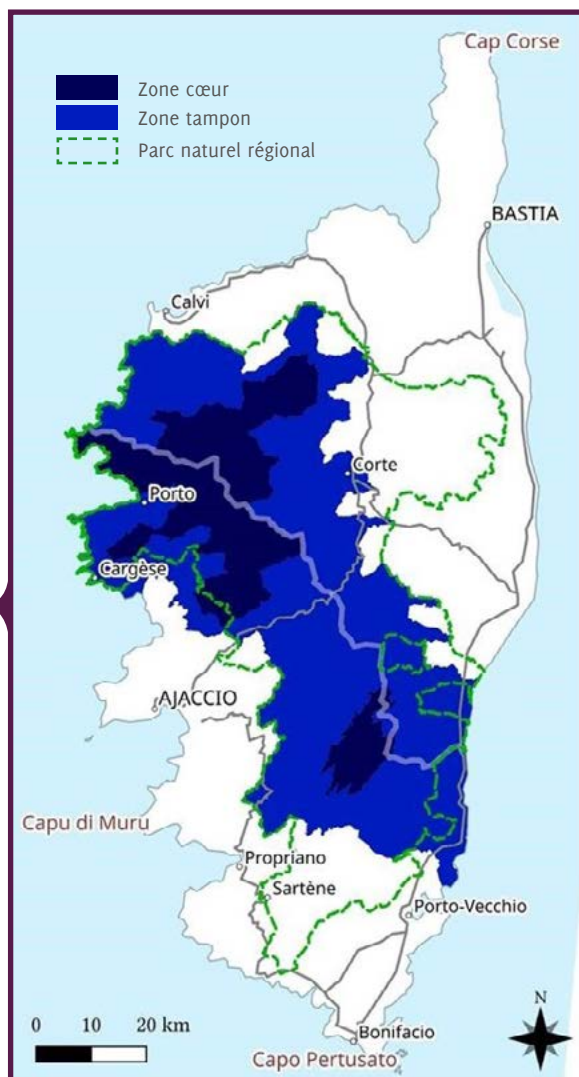 Cap Corse
Zone cœur
Zone tampon
Parc naturel régional
BASTIA
Calvi
Corte
Porto
Cargèse
AJACCIO
Capu di Muru
Propriano
Sartène
Porto-Vecchio
N
0 10 20 km
Bonifacio
Capo Pertusato